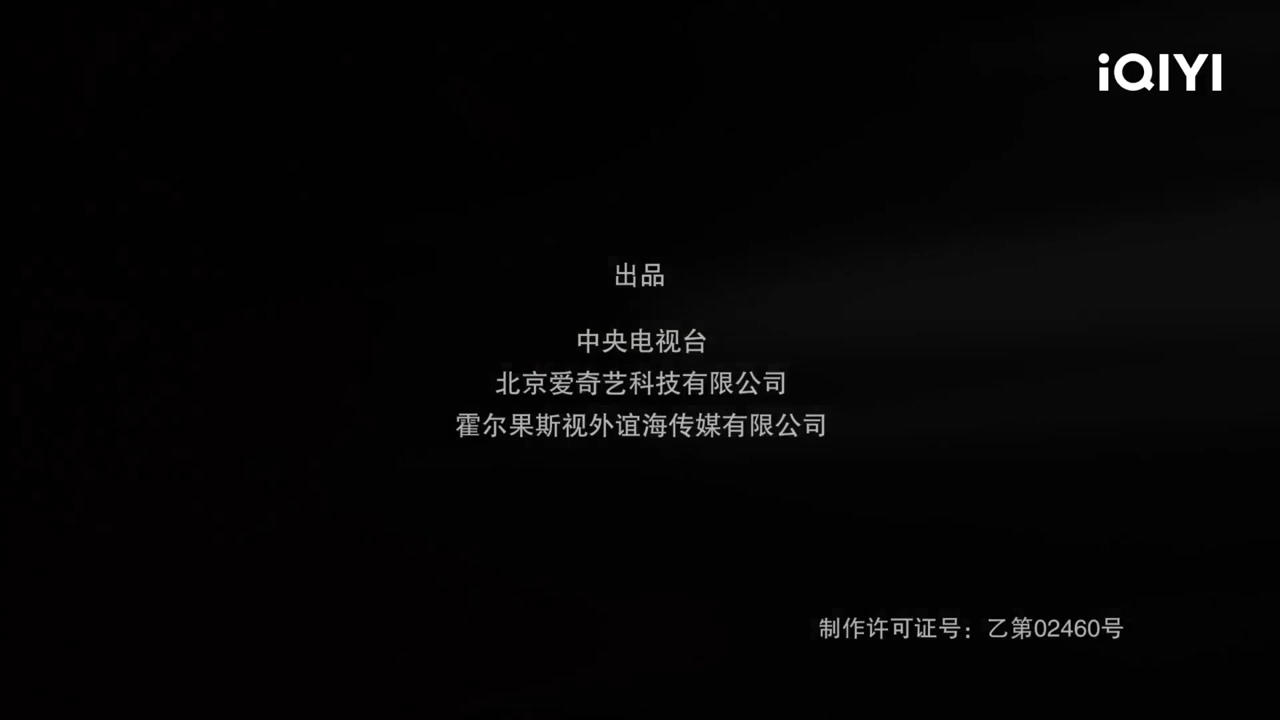 iQIYI
出品
中央电视台
北京爱奇艺科技有限公司
霍尔果斯视外谊海传媒有限公司
制作许可证号：乙第02460号